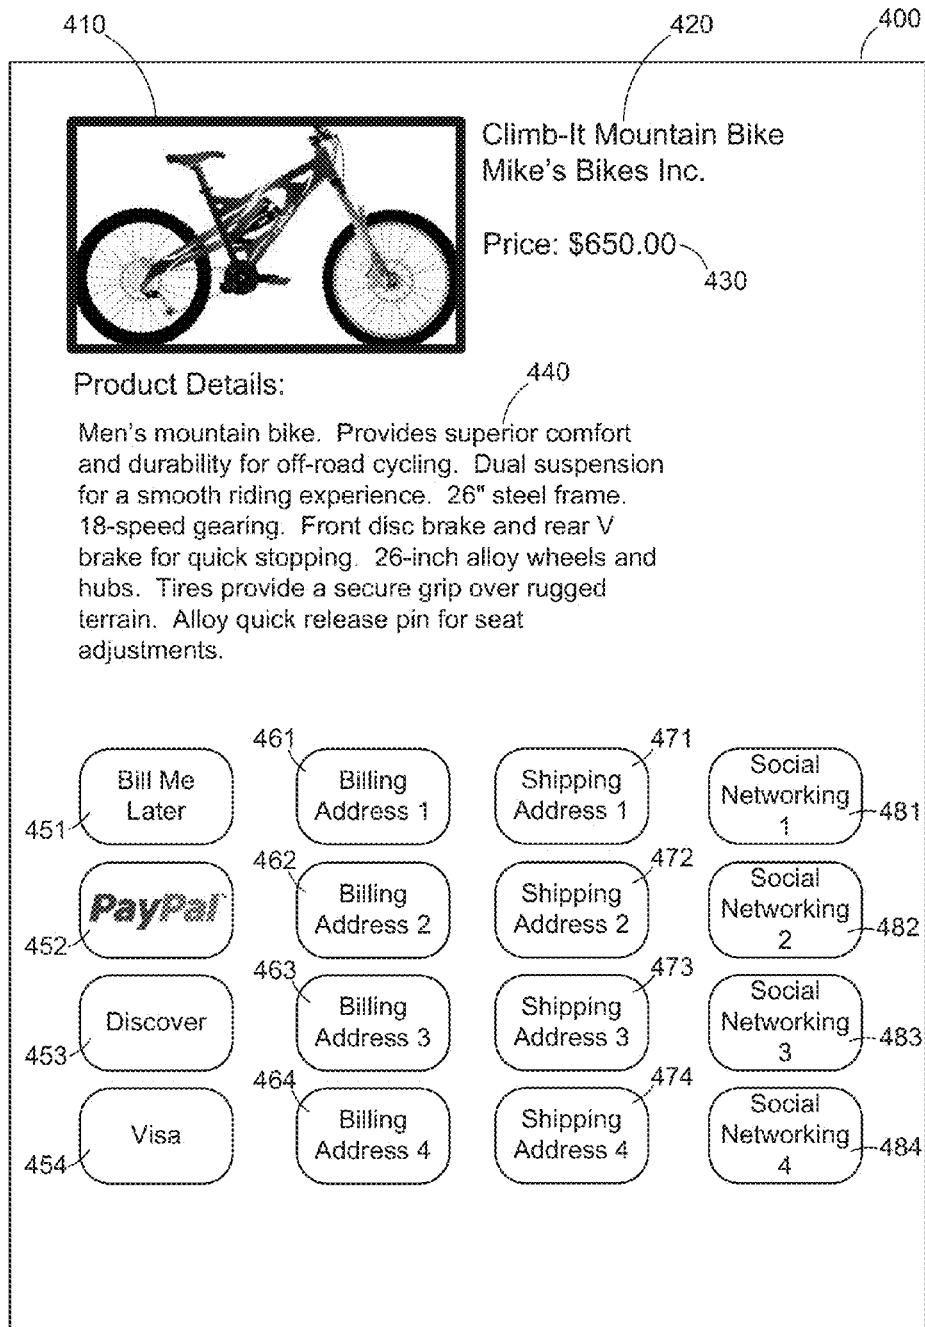 410
420
400
Climb-It Mountain Bike
Mike's Bikes Inc.
Price: $650.00
430
Product Details:
440
Men's mountain bike. Provides superior comfort
and durability for off-road cycling. Dual suspension
for a smooth riding experience. 26" steel frame.
18-speed gearing. Front disc brake and rear V
brake for quick stopping. 26-inch alloy wheels and
hubs. Tires provide a secure grip over rugged
terrain. Alloy quick release pin for seat
adjustments.
461
471
Bill Me
Later
Billing
Address 1
Shipping
Address 1
Social
Networking
1
451
481
462
472
PayPal
Billing
Address 2
Shipping
Address 2
Social
Networking
2
452
482
463
473
Discover
Billing
Address 3
Shipping
Address 3
Social
Networking
3
453
483
464
474
Visa
Billing
Address 4
Shipping
Address 4
Social
Networking
4
454
484